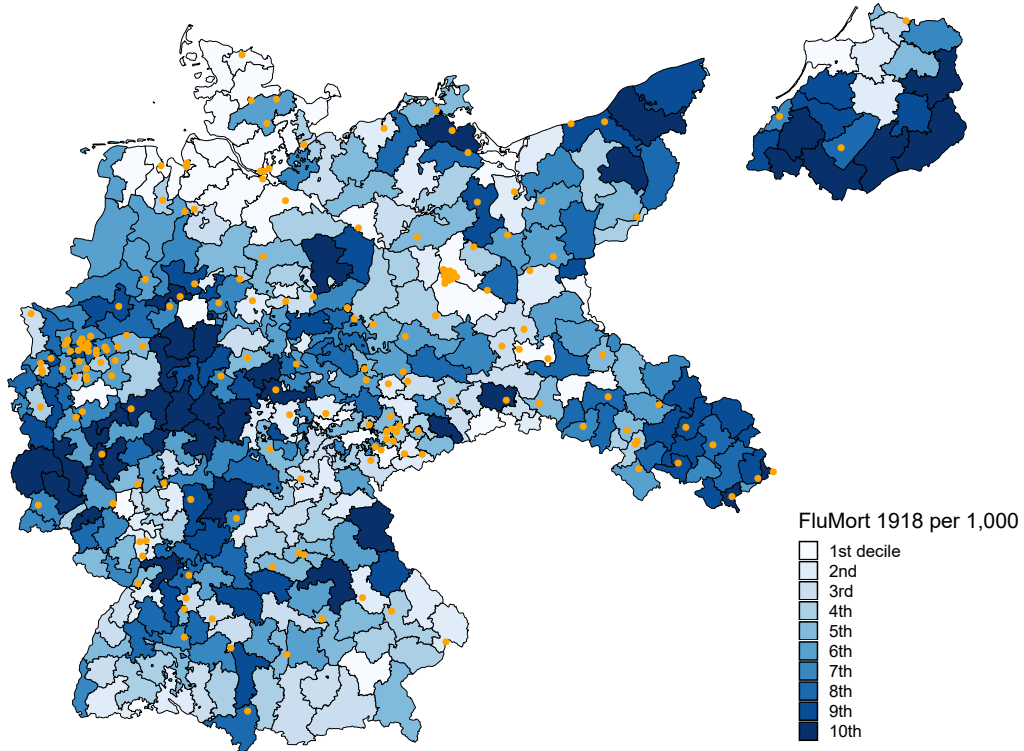 FluMort 1918 per 1,000
1st decile
2nd
3rd
4th
5th
6th
7th
8th
9th
10th